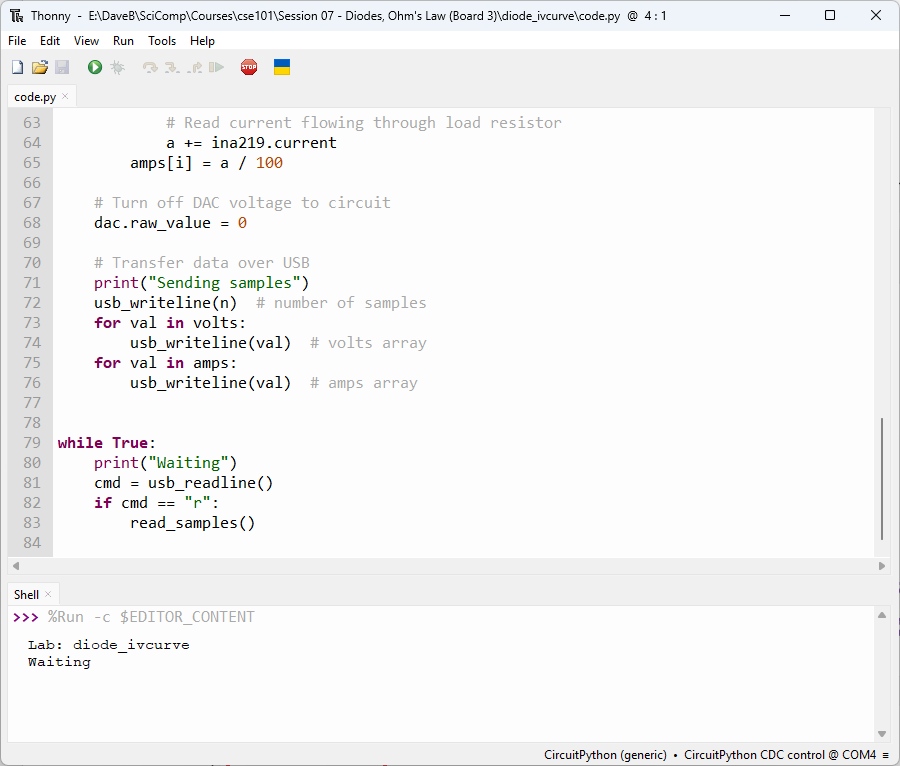 Thonny - E:\DaveB\SciComp\Courses\cse101\Session 07 - Diodes, Ohm's Law (Board 3)\diode_ivcurve\code.py @ 4 : 1
File Edit View Run Tools Help
STOP
code.py ×
63             # Read current flowing through load resistor
64             a += ina219.current
65         amps[i] = a / 100
66
67     # Turn off DAC voltage to circuit
68     dac.raw_value = 0
69
70     # Transfer data over USB
71     print("Sending samples")
72     usb_writeline(n)  # number of samples
73     for val in volts:
74         usb_writeline(val)  # volts array
75     for val in amps:
76         usb_writeline(val)  # amps array
77
78
79 while True:
80     print("Waiting")
81     cmd = usb_readline()
82     if cmd == "r":
83         read_samples()
84
Shell ×
>>> %Run -c $EDITOR_CONTENT
Lab: diode_ivcurve
Waiting
CircuitPython (generic) • CircuitPython CDC control @ COM4 ≡